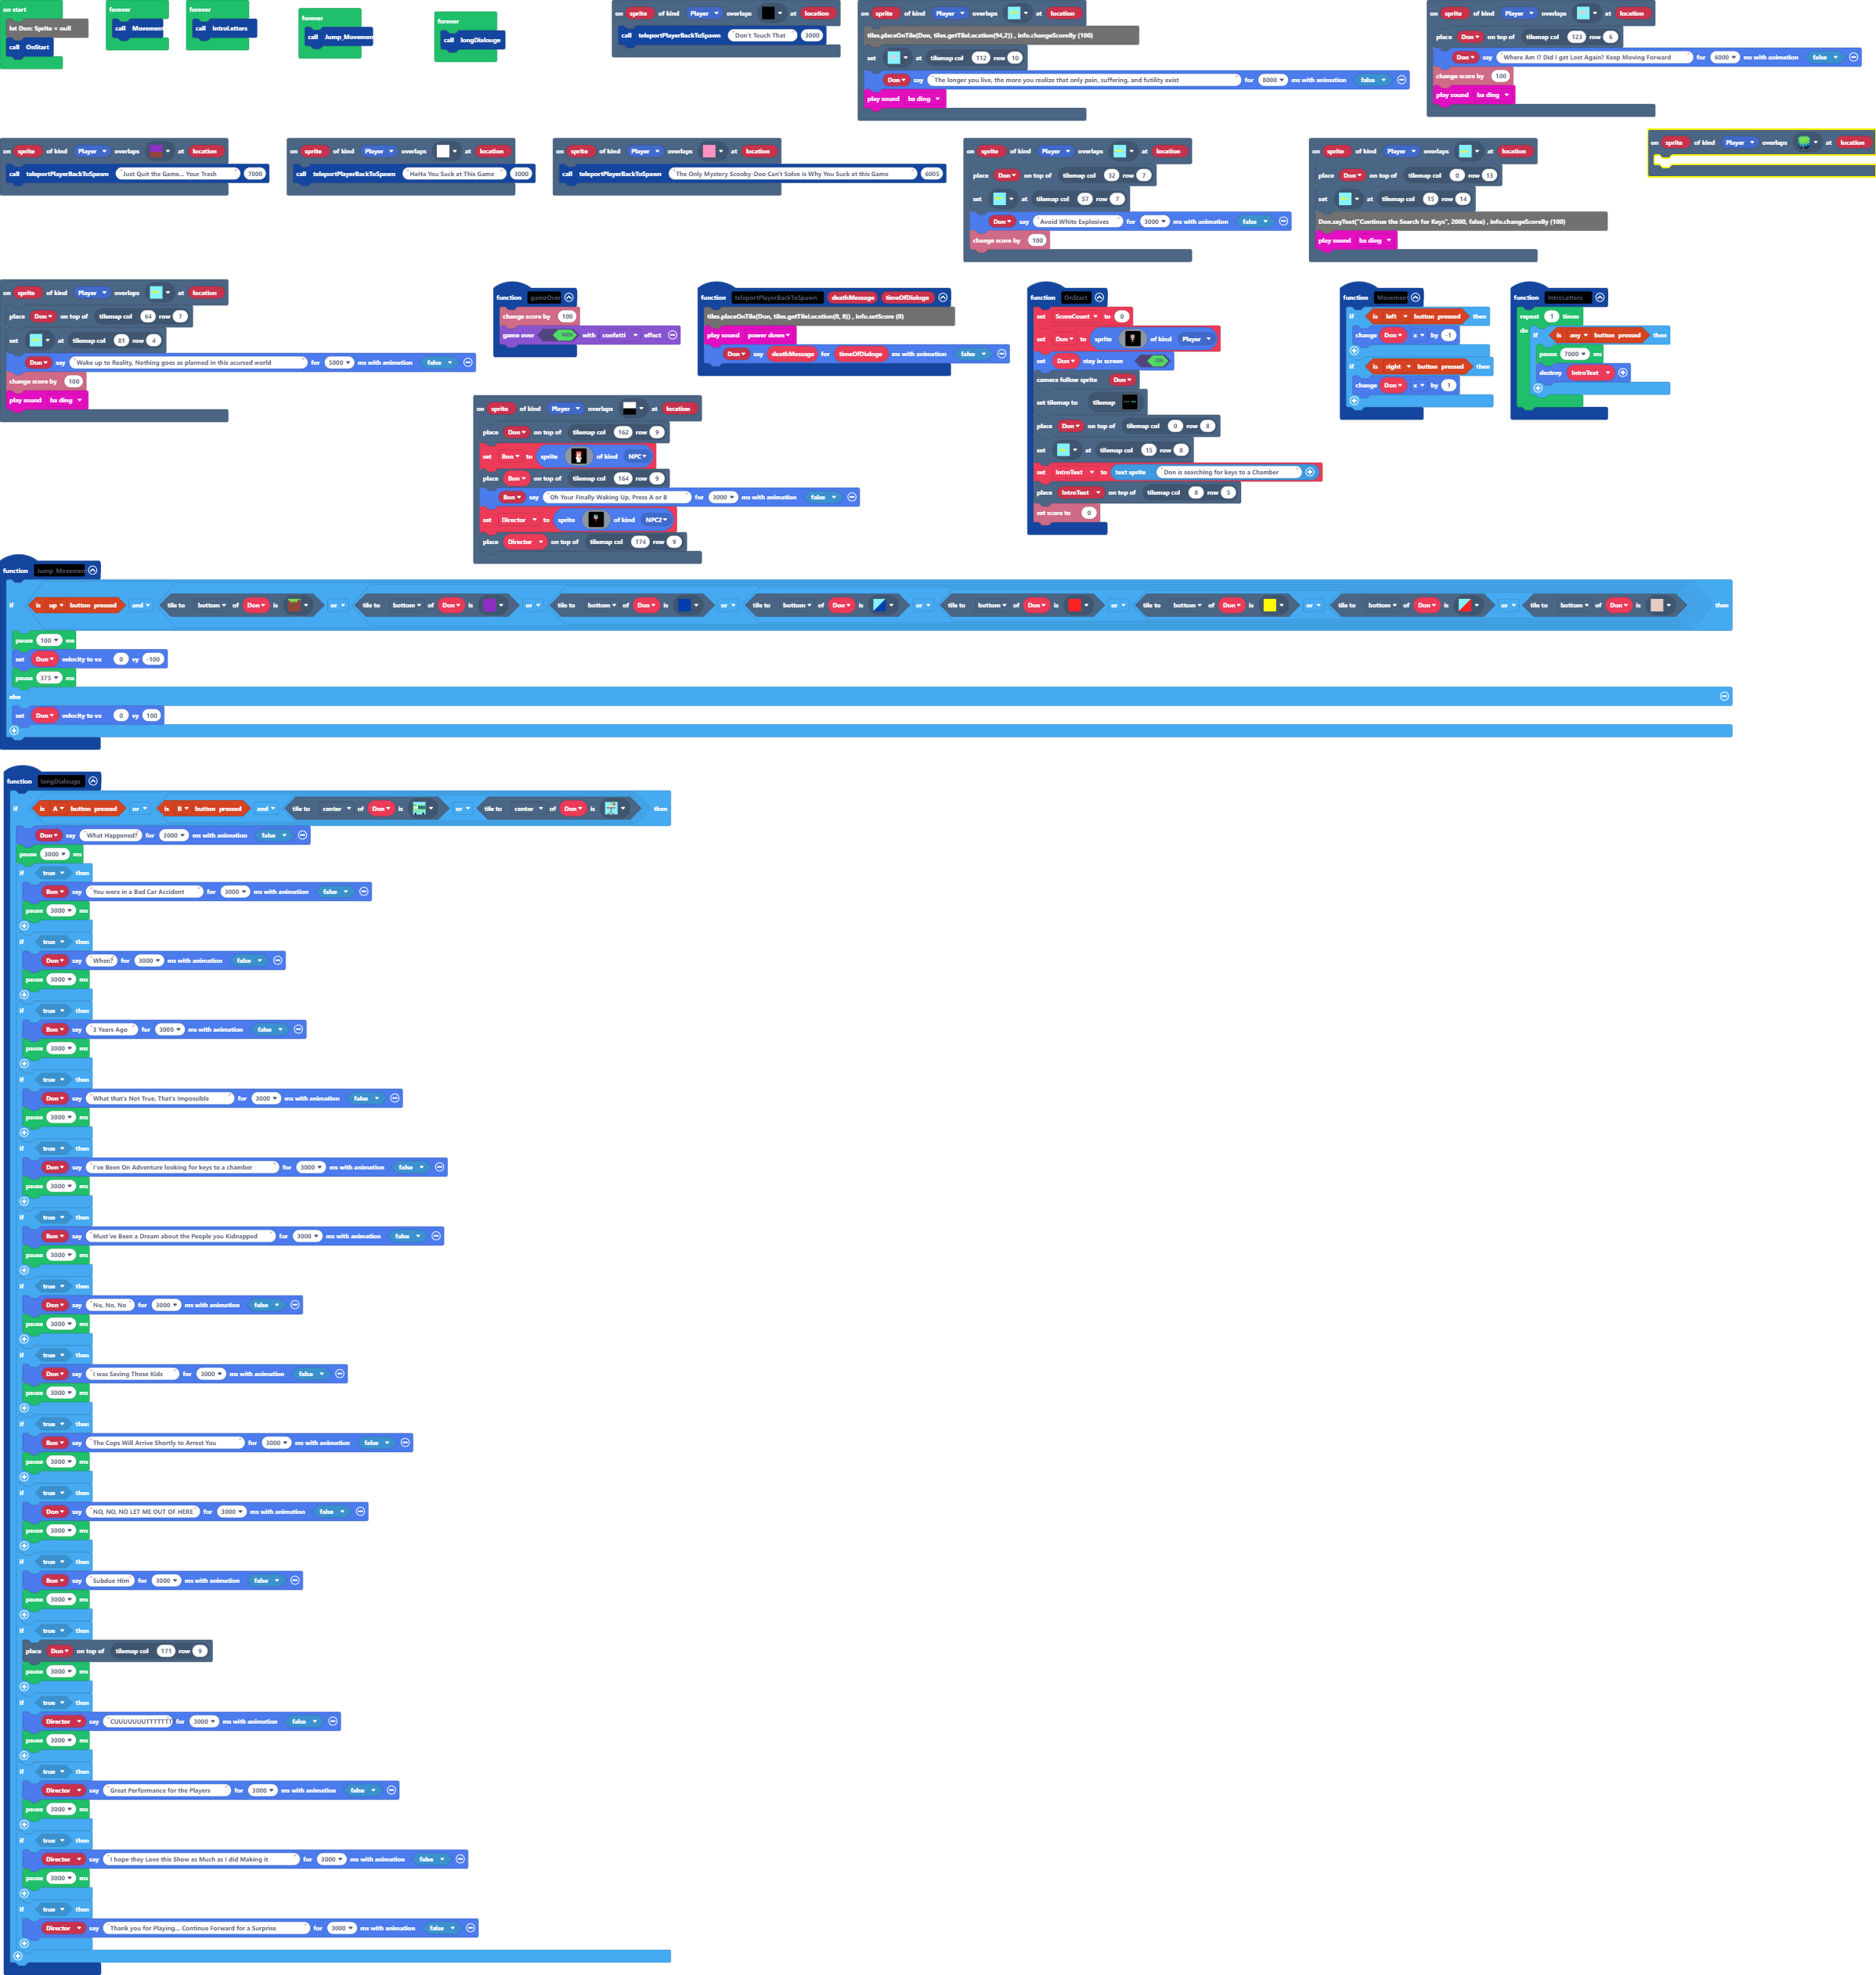 on start
let Don: Sprite = null
call OnStart
forever
call Movement
forever
call IntroLetters
forever
call Jump_Movemen
forever
call longDialouge
on sprite of kind Player overlaps at location
call teleportPlayerBackToSpawn "Don't Touch That" 3000
on sprite of kind Player overlaps at location
tiles.placeOnTile(Don, tiles.getTileLocation(94,2)) , info.changeScoreBy (100)
set at tilemap col 112 row 10
Don say "The longer you live, the more you realize that only pain, suffering, and futility exist" for 8000 ms with animation false
play sound ba ding
on sprite of kind Player overlaps at location
place Don on top of tilemap col 123 row 6
Don say "Where Am I? Did I get Lost Again? Keep Moving Forward" for 6000 ms with animation false
change score by 100
play sound ba ding
on sprite of kind Player overlaps at location
call teleportPlayerBackToSpawn "Just Quit the Game... Your Trash" 7000
on sprite of kind Player overlaps at location
call teleportPlayerBackToSpawn "HaHa You Suck at This Game" 3000
on sprite of kind Player overlaps at location
call teleportPlayerBackToSpawn "The Only Mystery Scooby-Doo Can't Solve is Why You Suck at this Game" 6005
on sprite of kind Player overlaps at location
place Don on top of tilemap col 32 row 7
set at tilemap col 57 row 7
Don say "Avoid White Explosives" for 3000 ms with animation false
change score by 100
on sprite of kind Player overlaps at location
place Don on top of tilemap col 0 row 13
set at tilemap col 15 row 14
Don.sayText("Continue the Search for Keys", 2000, false) , info.changeScoreBy (100)
play sound ba ding
on sprite of kind Player overlaps at location
on sprite of kind Player overlaps at location
place Don on top of tilemap col 64 row 7
set at tilemap col 81 row 4
Don say "Wake up to Reality, Nothing goes as planned in this acursed world" for 5000 ms with animation false
change score by 100
play sound ba ding
function gameOver
change score by 100
game over WIN with confetti effect
function teleportPlayerBackToSpawn deathMessage timeOfDialoge
tiles.placeOnTile(Don, tiles.getTileLocation(0, 8)) , info.setScore (0)
play sound power down
Don say deathMessage for timeOfDialoge ms with animation false
function OnStart
set ScoreCount to 0
set Don to sprite of kind Player
set Don stay in screen ON
camera follow sprite Don
set tilemap to tilemap
place Don on top of tilemap col 0 row 8
set at tilemap col 15 row 8
set IntroText to text sprite "Don is searching for keys to a Chamber"
place IntroText on top of tilemap col 8 row 5
set score to 0
function Movement
if is left button pressed then
change Don x by -1
if is right button pressed then
change Don x by 1
function IntroLetters
repeat 1 times
do if is any button pressed then
pause 7000 ms
destroy IntroText
on sprite of kind Player overlaps at location
place Don on top of tilemap col 162 row 9
set Bon to sprite of kind NPC
place Bon on top of tilemap col 164 row 9
Bon say "Oh Your Finally Waking Up, Press A or B" for 3000 ms with animation false
set Director to sprite of kind NPC2
place Director on top of tilemap col 174 row 9
function Jump_Movemen
if is up button pressed and tile to bottom of Don is or tile to bottom of Don is or tile to bottom of Don is or tile to bottom of Don is or tile to bottom of Don is or tile to bottom of Don is or tile to bottom of Don is or tile to bottom of Don is then
pause 100 ms
set Don velocity to vx 0 vy -100
pause 375 ms
else
set Don velocity to vx 0 vy 100
function longDialouge
if is A button pressed or is B button pressed and tile to center of Don is or tile to center of Don is then
Don say "What Happened?" for 3000 ms with animation false
pause 3000 ms
if true then
Bon say "You were in a Bad Car Accident" for 3000 ms with animation false
pause 3000 ms
if true then
Don say "When?" for 3000 ms with animation false
pause 3000 ms
if true then
Bon say "3 Years Ago" for 3000 ms with animation false
pause 3000 ms
if true then
Don say "What that's Not True, That's Impossible" for 3000 ms with animation false
pause 3000 ms
if true then
Don say "I've Been On Adventure looking for keys to a chamber" for 3000 ms with animation false
pause 3000 ms
if true then
Bon say "Must've Been a Dream about the People you Kidnapped" for 3000 ms with animation false
pause 3000 ms
if true then
Don say "No, No, No" for 3000 ms with animation false
pause 3000 ms
if true then
Don say "I was Saving Those Kids" for 3000 ms with animation false
pause 3000 ms
if true then
Bon say "The Cops Will Arrive Shortly to Arrest You" for 3000 ms with animation false
pause 3000 ms
if true then
Don say "NO, NO, NO LET ME OUT OF HERE" for 3000 ms with animation false
pause 3000 ms
if true then
Bon say "Subdue Him" for 3000 ms with animation false
pause 3000 ms
if true then
place Don on top of tilemap col 171 row 9
pause 3000 ms
if true then
Director say "CUUUUUUUTTTTTTT" for 3000 ms with animation false
pause 3000 ms
if true then
Director say "Great Performance for the Players" for 3000 ms with animation false
pause 3000 ms
if true then
Director say "I hope they Love this Show as Much as I did Making it" for 3000 ms with animation false
pause 3000 ms
if true then
Director say "Thank you for Playing... Continue Forward for a Surprise" for 3000 ms with animation false